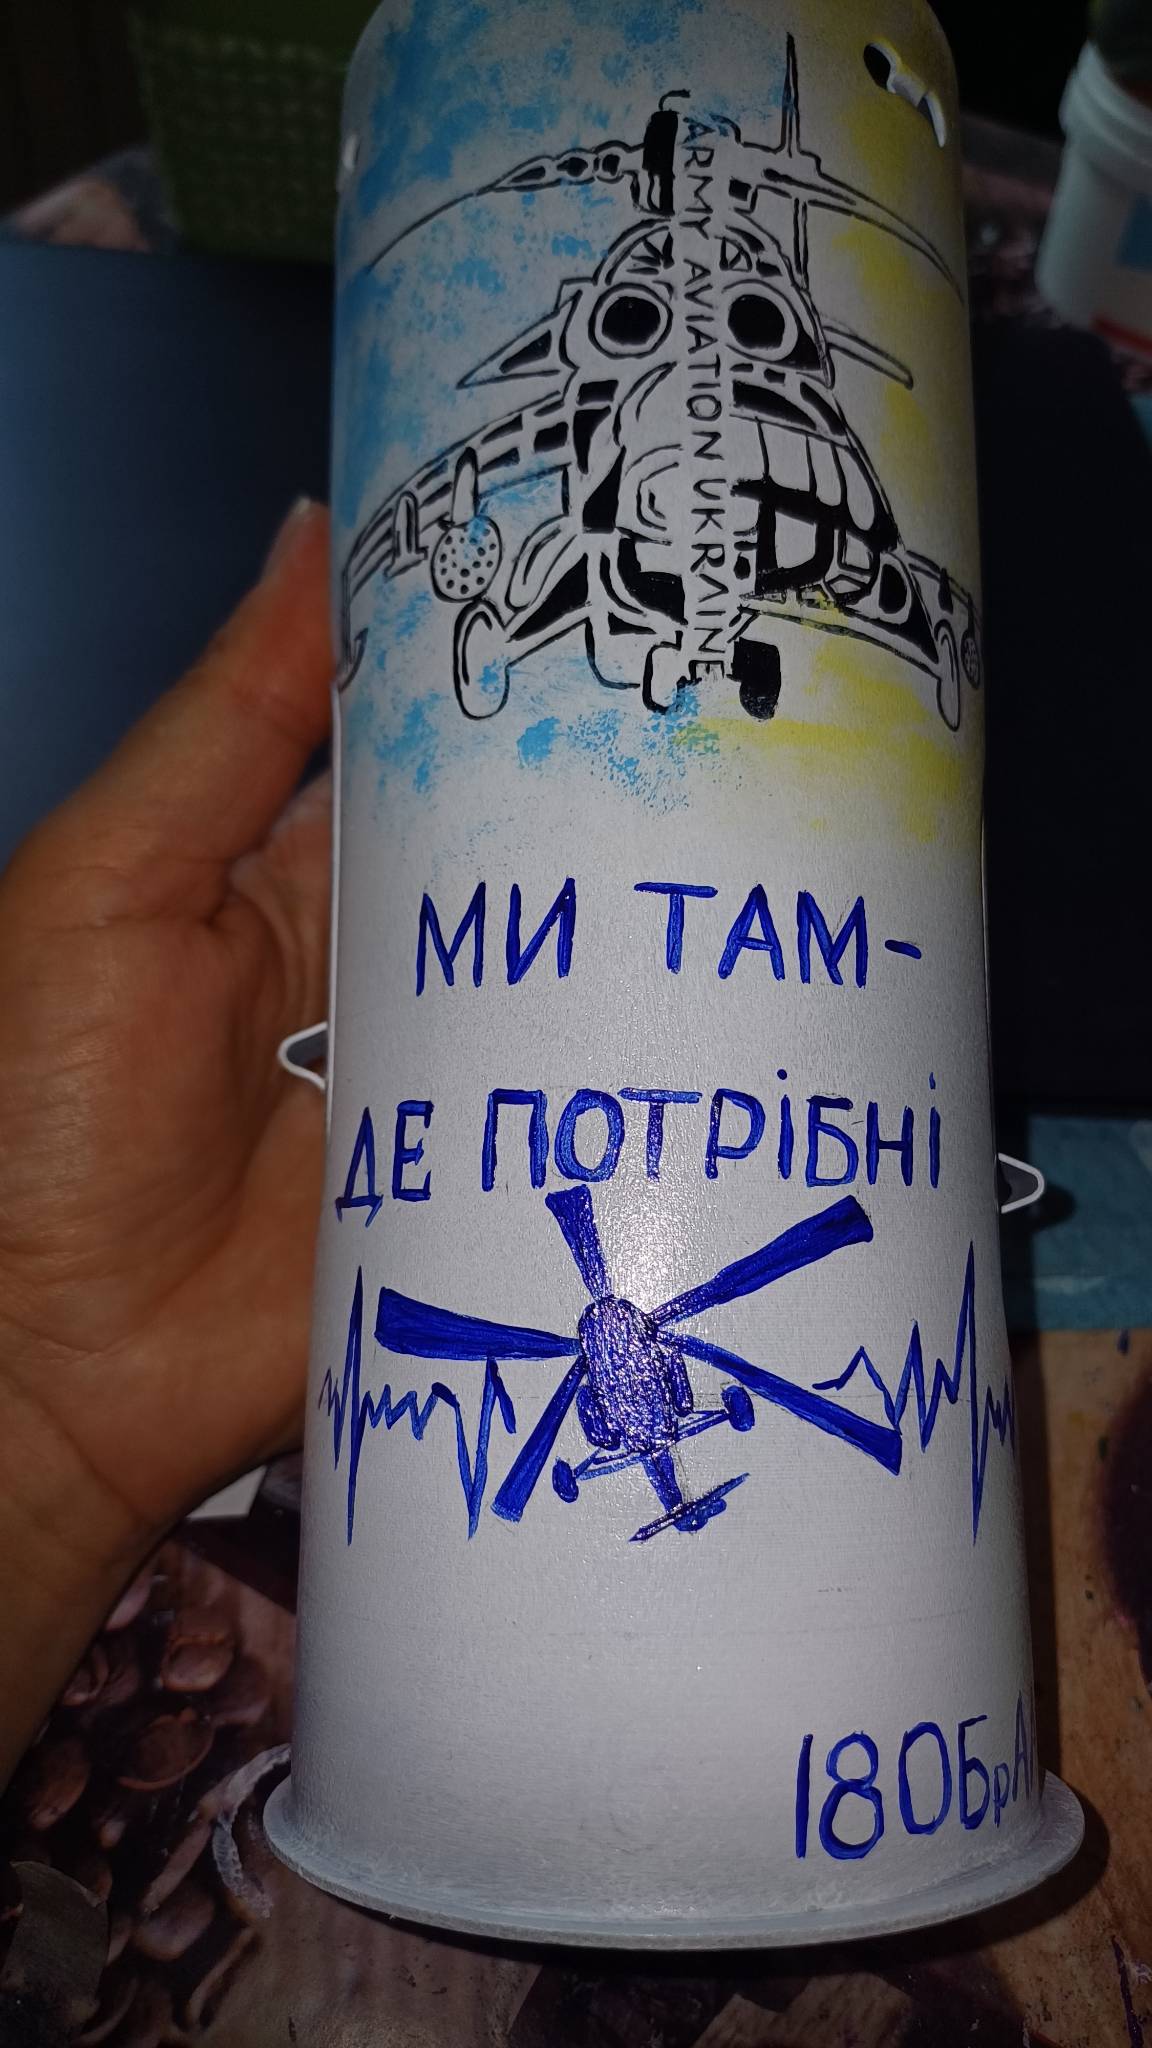 ARMY AVIATION UKRAINE
МИ ТАМ-
ДЕ ПОТРІБНІ
18ОБрА